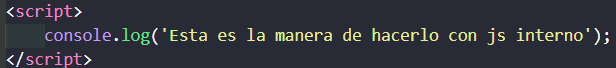 <script>
console.log('Esta es la manera de hacerlo con js interno');
</script>